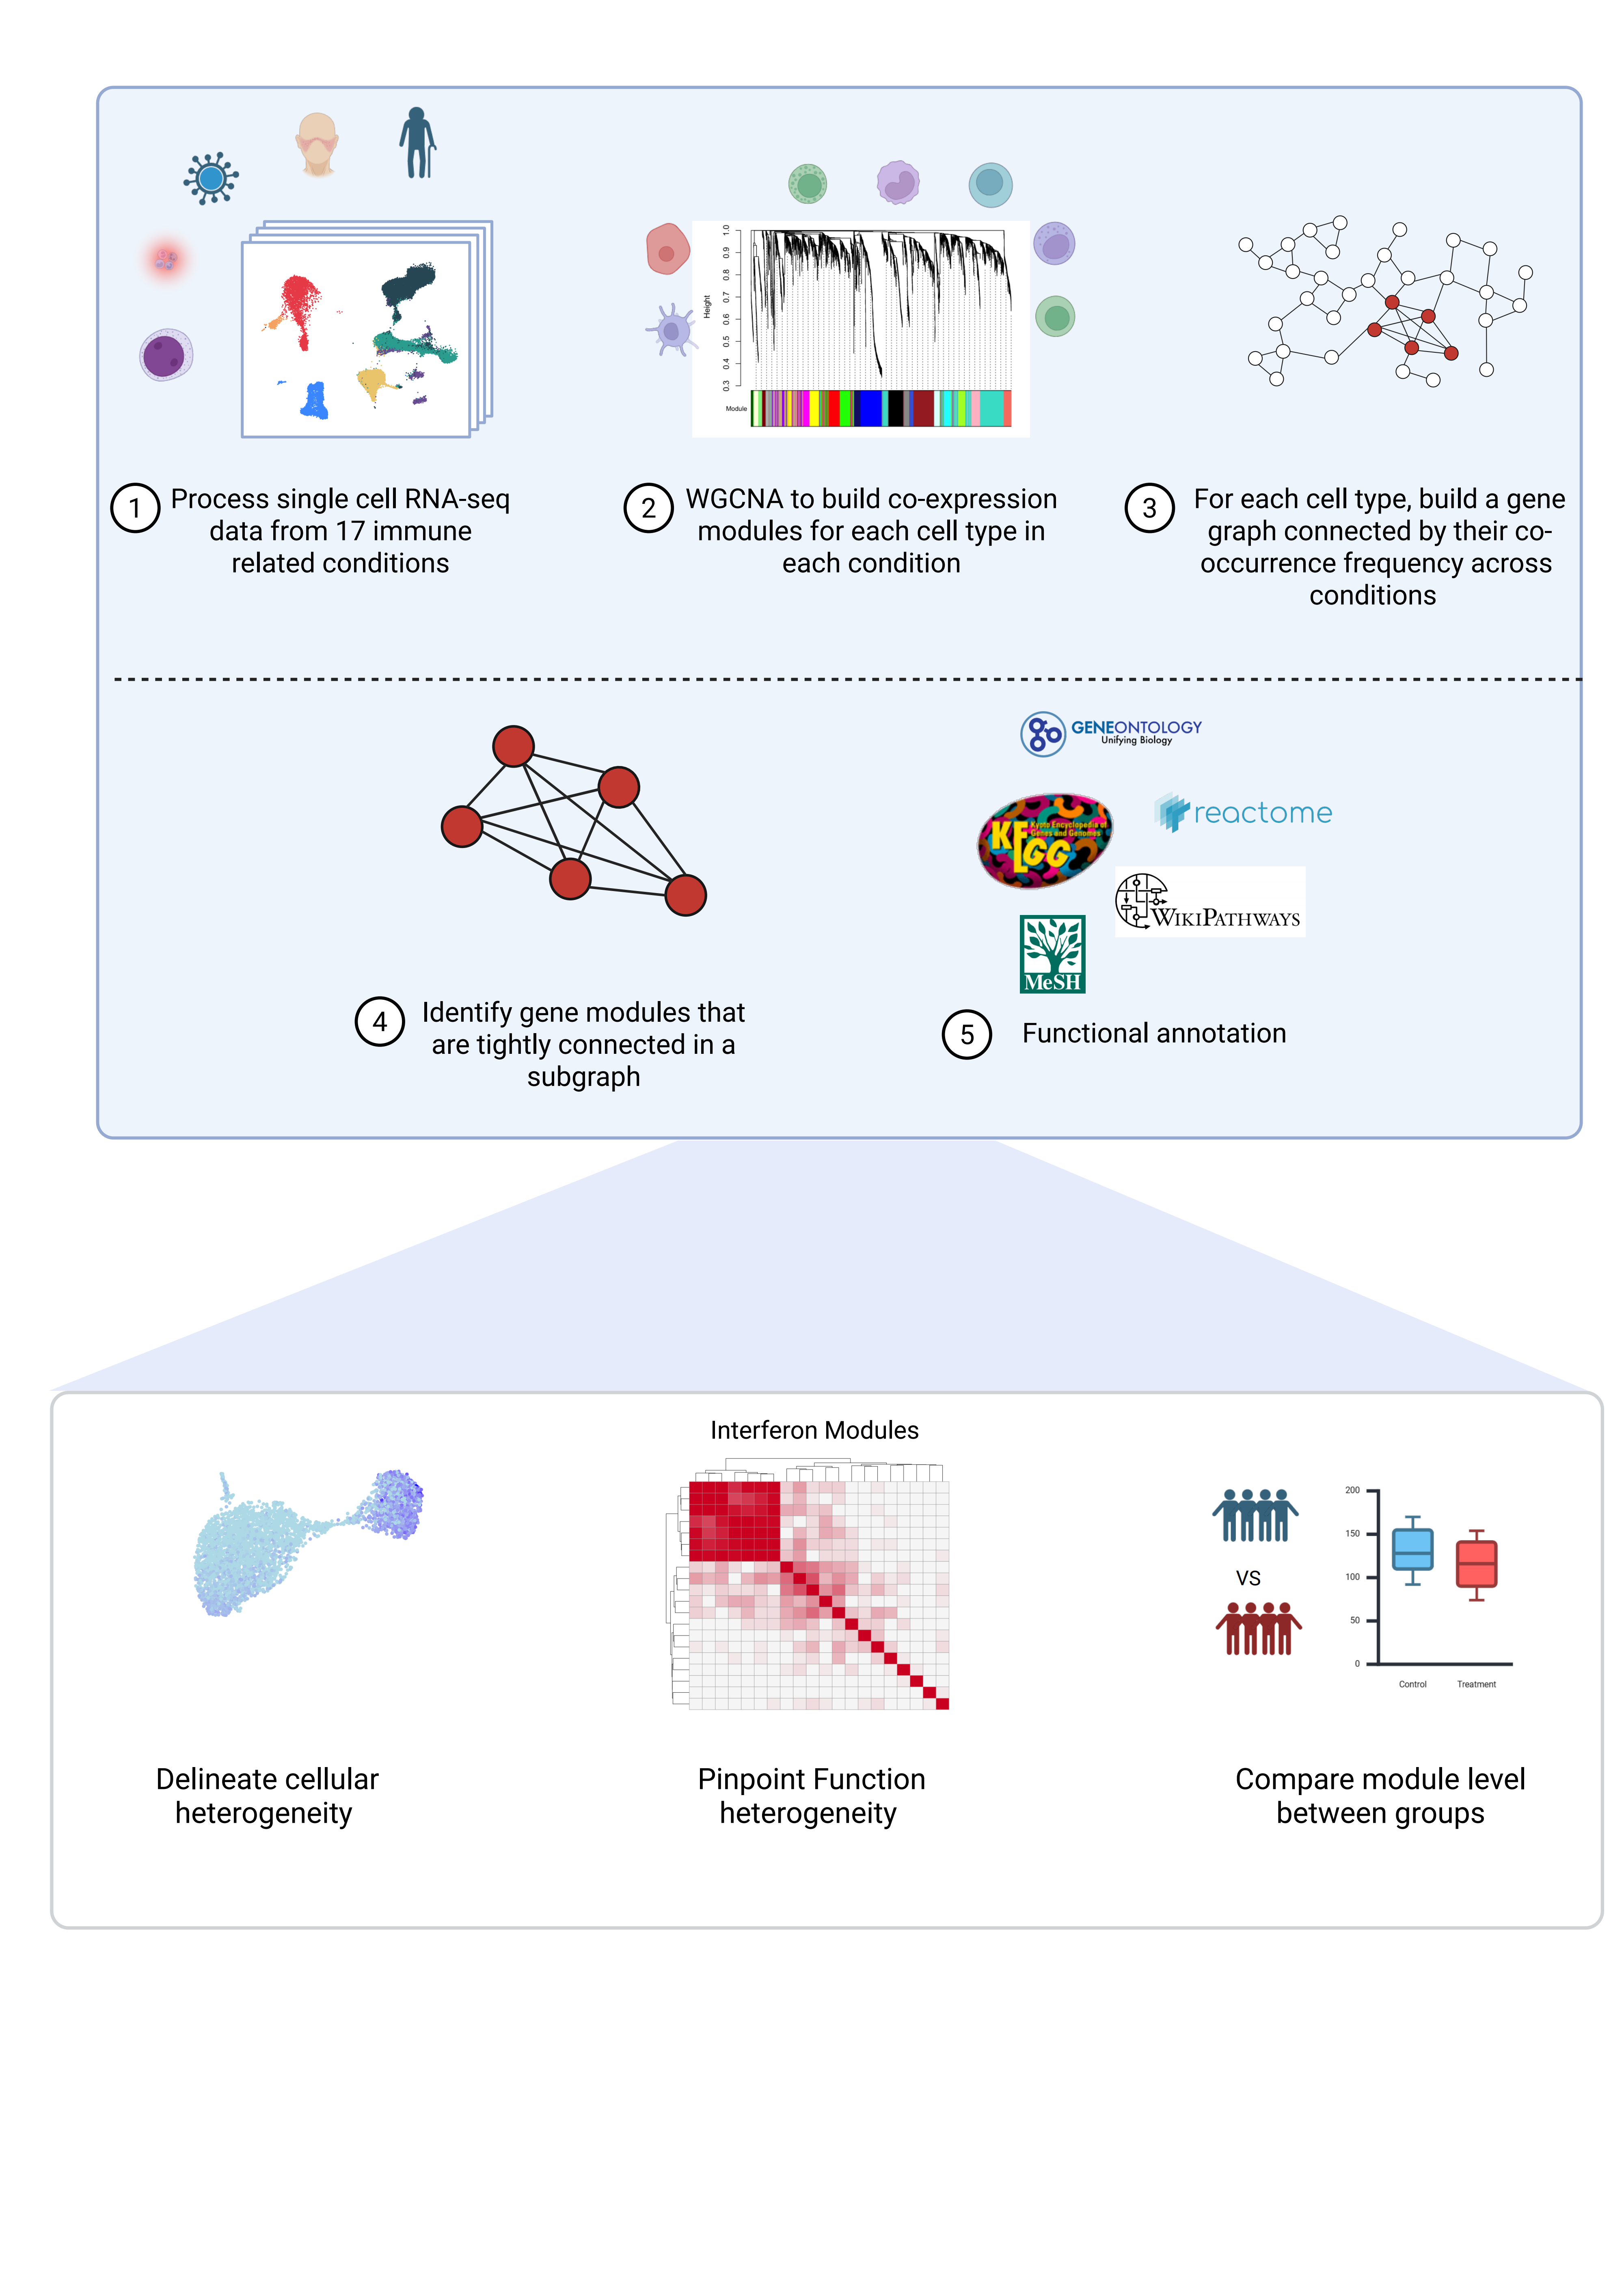 1.0
0.9
0.8
0.7
0.6
0.5
0.4
0.3
Height
Module
1
Process single cell RNA-seq
data from 17 immune
related conditions
2
WGCNA to build co-expression
modules for each cell type in
each condition
3
For each cell type, build a gene
graph connected by their co-
occurrence frequency across
conditions
GENEONTOLOGY
Unifying Biology
KEGG
Kyoto Encyclopedia of
Genes and Genomes
reactome
WIKIPATHWAYS
MeSH
4
Identify gene modules that
are tightly connected in a
subgraph
5
Functional annotation
Interferon Modules
VS
200
150
100
50
0
Control
Treatment
Delineate cellular
heterogeneity
Pinpoint Function
heterogeneity
Compare module level
between groups